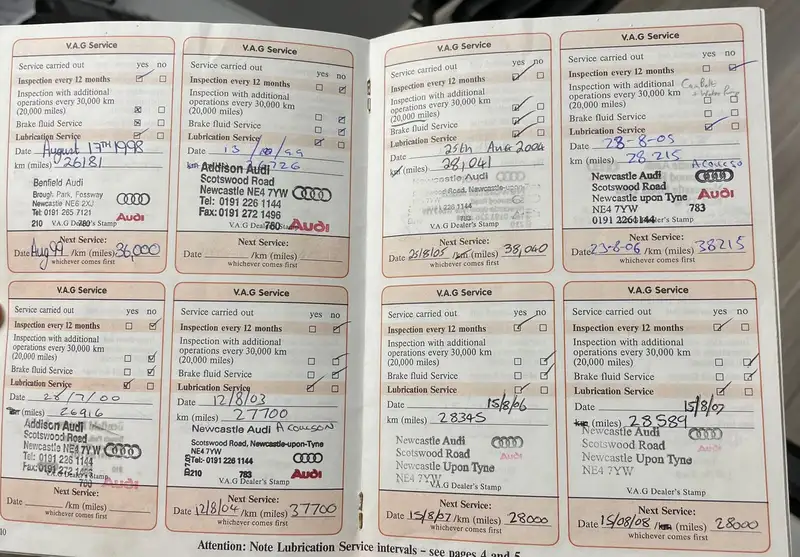 V.A.G Service
Service carried out yes no
Inspection every 12 months
Inspection with additional
operations every 30,000 km
(20,000 miles)
Brake fluid Service
Lubrication Service
Date August 17TH 1998
km (miles) 26181
Benfield Audi
Brough Park, Fossway
Newcastle NE6 2XJ
Tel: 0191 265 7121
210 780 Audi
V.A.G Dealer's Stamp
Next Service:
Date Aug 99 /km (miles) 36,000
whichever comes first
V.A.G Service
Service carried out yes no
Inspection every 12 months
Inspection with additional
operations every 30,000 km
(20,000 miles)
Brake fluid Service
Lubrication Service
Date 13/ /99
km
Addison Audi
Scotswood Road
Newcastle NE4 7YW
Tel: 0191 226 1144
Fax: 0191 272 1496
780 Audi
V.A.G Dealer's Stamp
Next Service:
Date /km (miles)
whichever comes first
V.A.G Service
Service carried out yes no
Inspection every 12 months
Inspection with additional
operations every 30,000 km
(20,000 miles)
Brake fluid Service
Lubrication Service
Date 28/7/00
(miles) 26916
Addison Audi
Scotswood Road
Newcastle NE4 7YW
Tel: 0191 226 1144
Fax: 0191 272 1496
780 Audi
V.A.G Dealer's Stamp
Next Service:
Date /km (miles)
whichever comes first
V.A.G Service
Service carried out yes no
Inspection every 12 months
Inspection with additional
operations every 30,000 km
(20,000 miles)
Brake fluid Service
Lubrication Service
Date 12/8/03
km (miles) 27700
Newcastle Audi A COULSON
Scotswood Road, Newcastle-upon-Tyne
NE4 7YW
Tel:- 0191 226 1144
210 783 Audi
V.A.G Dealer's Stamp
Next Service:
Date 12/8/04 /km (miles) 37700
whichever comes first
V.A.G Service
Service carried out yes no
Inspection every 12 months
Inspection with additional
operations every 30,000 km
(20,000 miles)
Brake fluid Service
Lubrication Service
Date 25th Aug 2004
km (miles) 28,041
Newcastle Audi
V.A.G Dealer's Stamp
Next Service:
Date 25/8/05 /km (miles) 38,040
whichever comes first
V.A.G Service
Service carried out yes no
Inspection every 12 months
Inspection with additional
operations every 30,000 km
(20,000 miles)
Brake fluid Service
Lubrication Service
Date 28-8-05
km (miles) 28215
Newcastle Audi
Scotswood Road
Newcastle upon Tyne
NE4 7YW 783
0191 2261144
Audi
V.A.G Dealer's Stamp
Next Service:
Date 23-8-06 /km (miles) 38215
whichever comes first
V.A.G Service
Service carried out yes no
Inspection every 12 months
Inspection with additional
operations every 30,000 km
(20,000 miles)
Brake fluid Service
Lubrication Service
Date 15/8/06
km (miles) 28345
Newcastle Audi
Scotswood Road Audi
Newcastle Upon Tyne
NE4 7YW
V.A.G Dealer's Stamp
Next Service:
Date 15/8/07 /km (miles) 28000
whichever comes first
V.A.G Service
Service carried out yes no
Inspection every 12 months
Inspection with additional
operations every 30,000 km
(20,000 miles)
Brake fluid Service
Lubrication Service
Date 15/8/07
km (miles) 28,589
Newcastle Audi
Scotswood Road Audi
Newcastle Upon Tyne
NE4 7YW
V.A.G Dealer's Stamp
Next Service:
Date 15/08/08 /km (miles) 28000
whichever comes first
Attention: Note Lubrication Service intervals - see pages 4 and 5